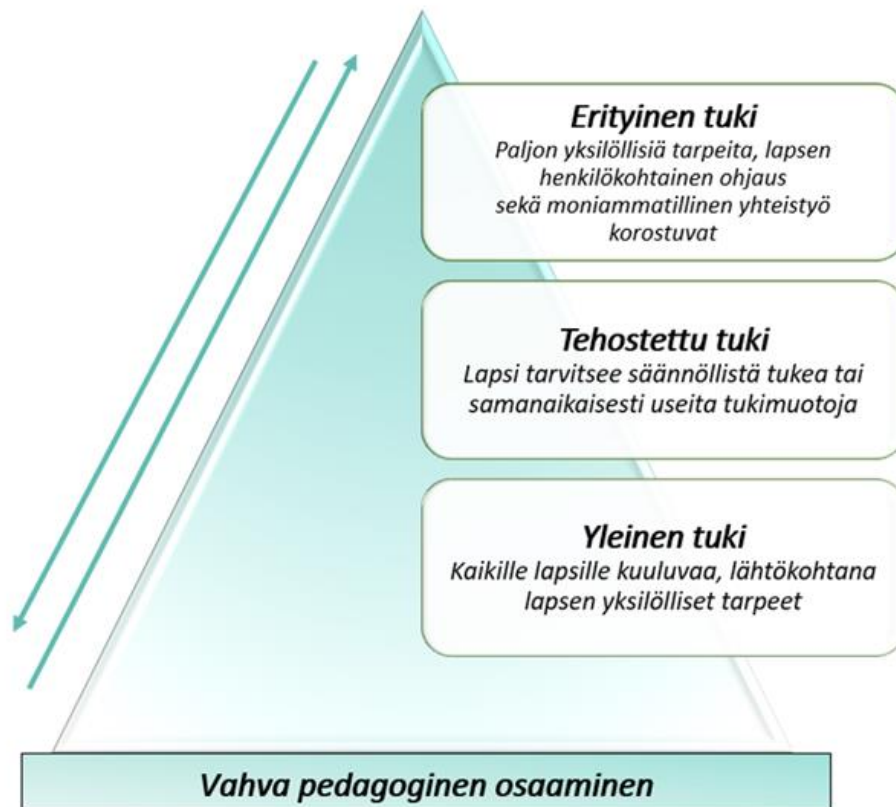 Erityinen tuki
Paljon yksilöllisiä tarpeita, lapsen
henkilökohtainen ohjaus
sekä moniammatillinen yhteistyö
korostuvat
Tehostettu tuki
Lapsi tarvitsee säännöllistä tukea tai
samanaikaisesti useita tukimuotoja
Yleinen tuki
Kaikille lapsille kuuluvaa, lähtökohtana
lapsen yksilölliset tarpeet
Vahva pedagoginen osaaminen